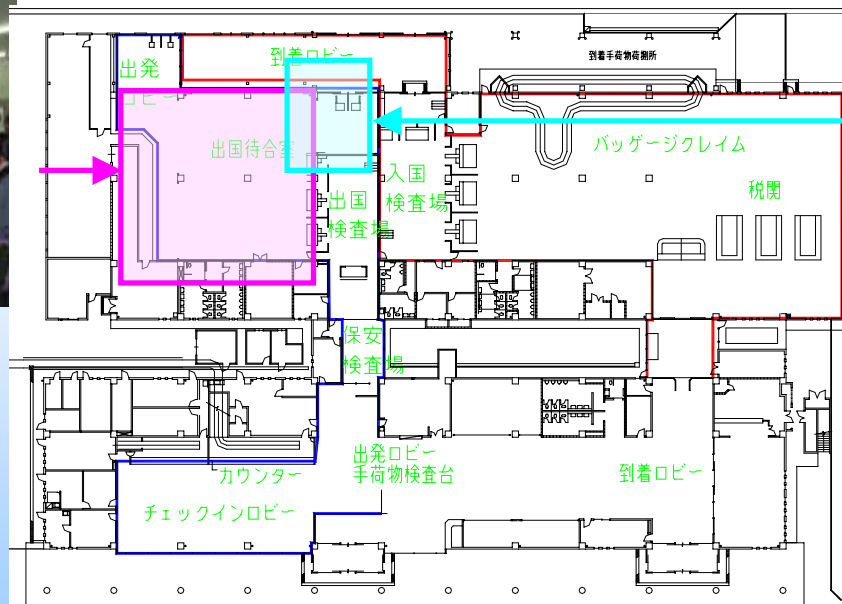 到着ロビー
到着手荷物荷捌所
出発
ロビー
出国待合室
バッゲージクレイム
入国
検査場
税関
出国
検査場
保安
検査場
出発ロビー
手荷物検査台
カウンター
到着ロビー
チェックインロビー